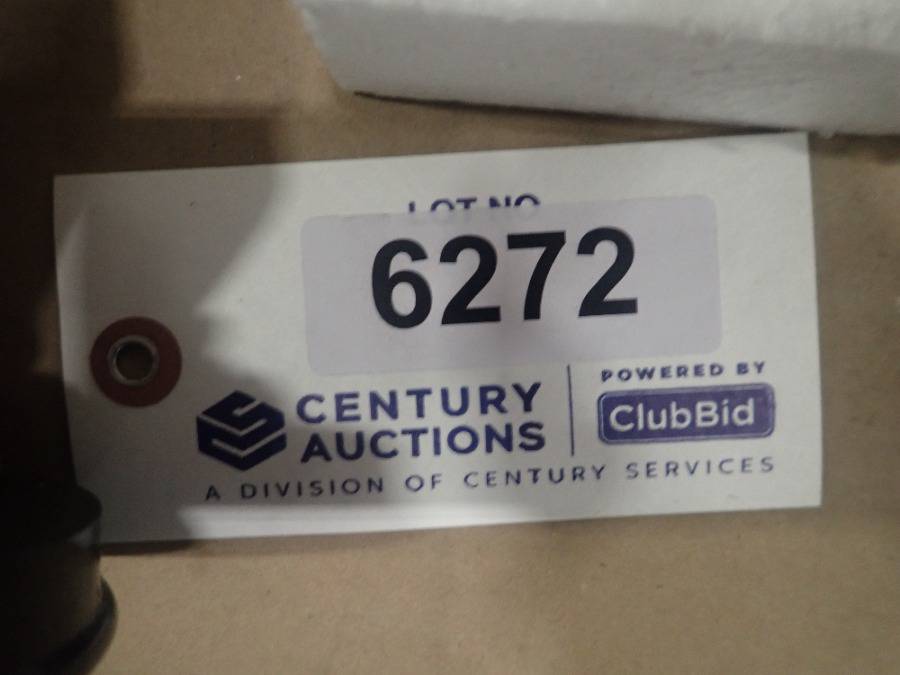 LOT NO
6272
CENTURY
AUCTIONS
POWERED BY
ClubBid
A DIVISION OF CENTURY SERVICES